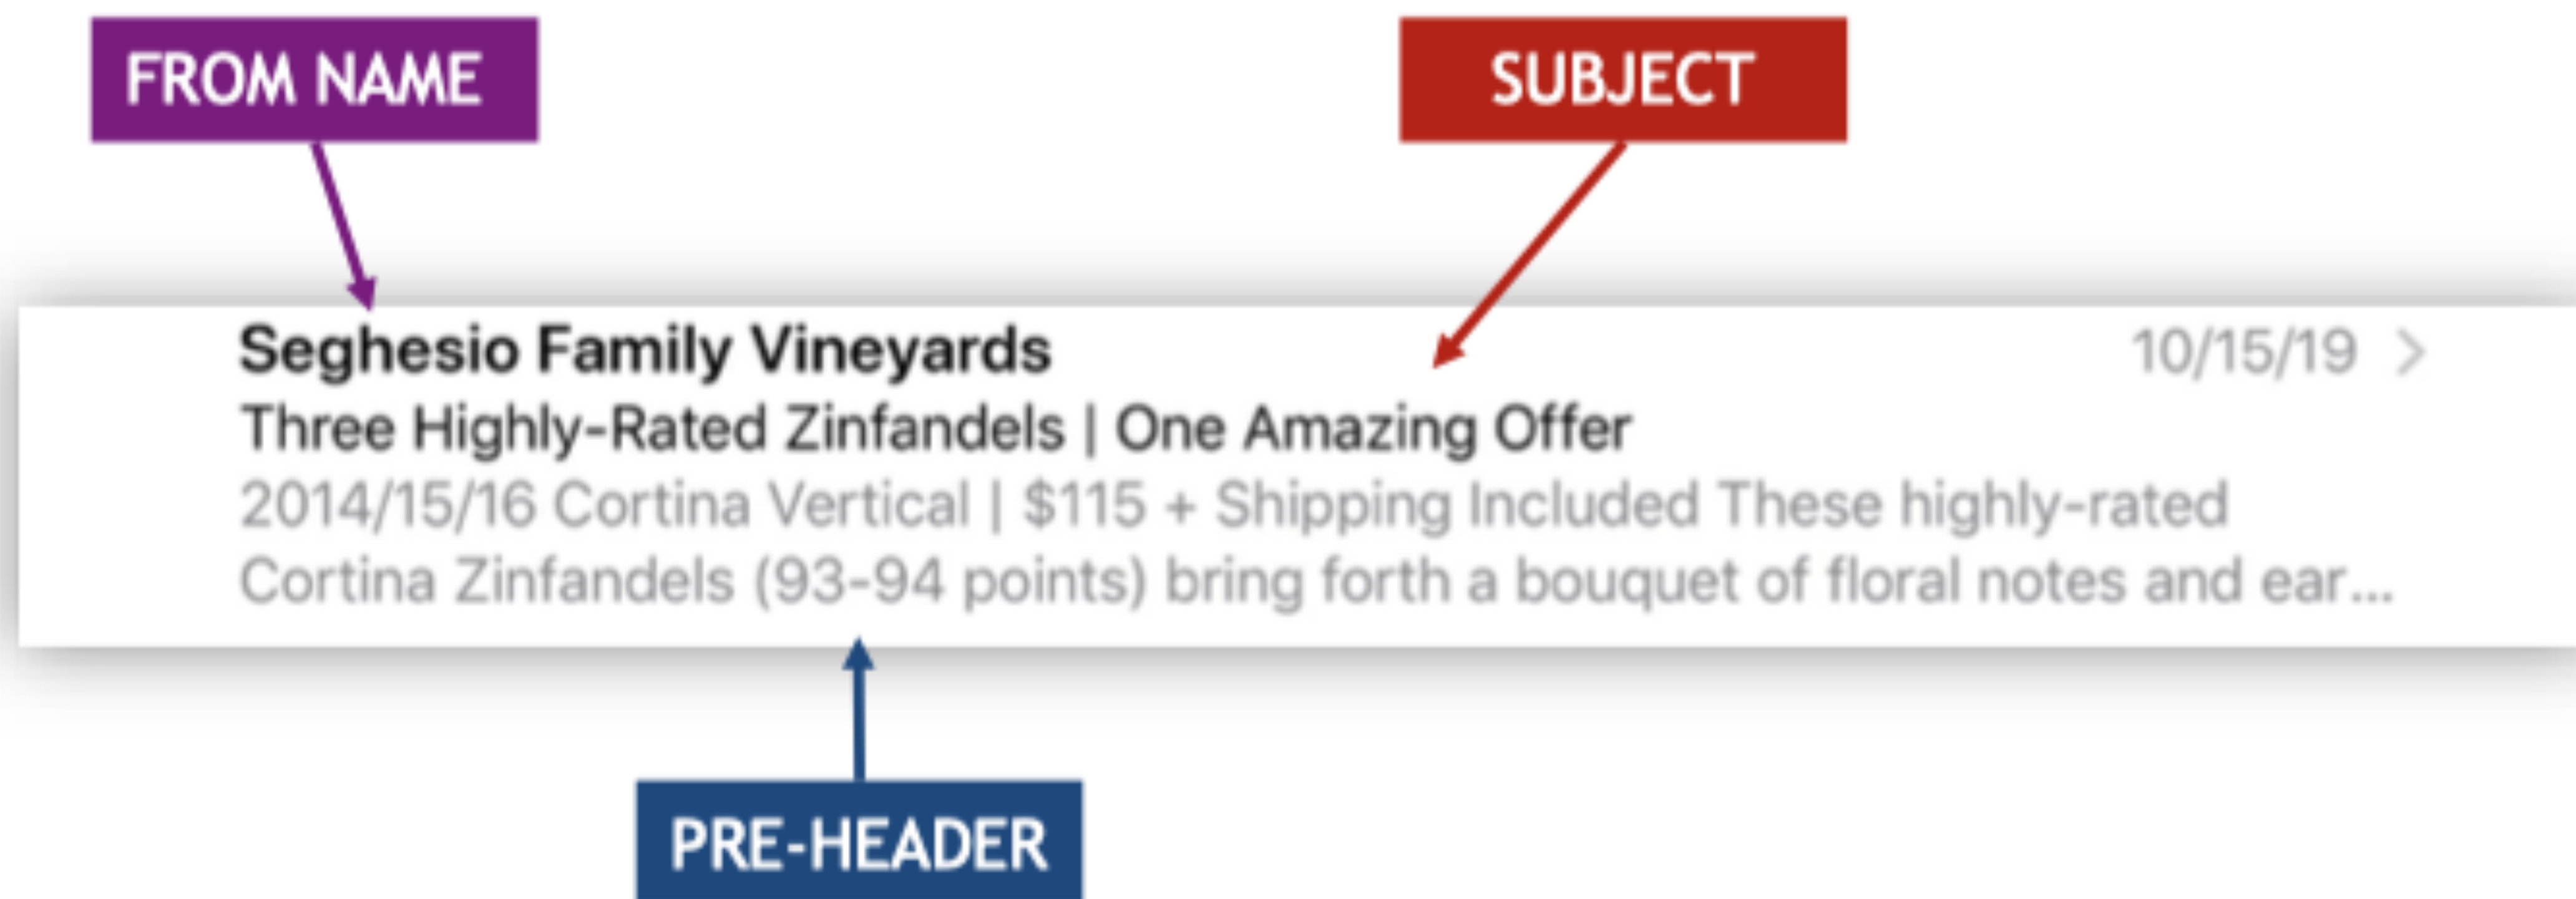 FROM NAME
SUBJECT
Seghesio Family Vineyards
10/15/19 >
Three Highly-Rated Zinfandels | One Amazing Offer
2014/15/16 Cortina Vertical | $115 + Shipping Included These highly-rated
Cortina Zinfandels (93-94 points) bring forth a bouquet of floral notes and ear...
PRE-HEADER